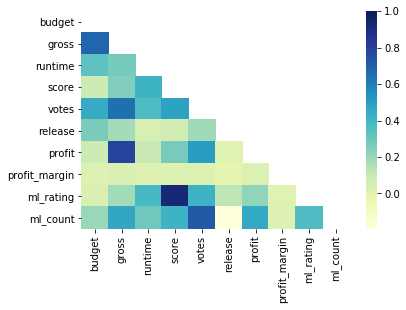 budget
gross
runtime
score
votes
release
profit
profit_margin
ml_rating
ml_count
budget
gross
runtime
score
votes
release
profit
profit_margin
ml_rating
ml_count
1.0
0.8
0.6
0.4
0.2
0.0